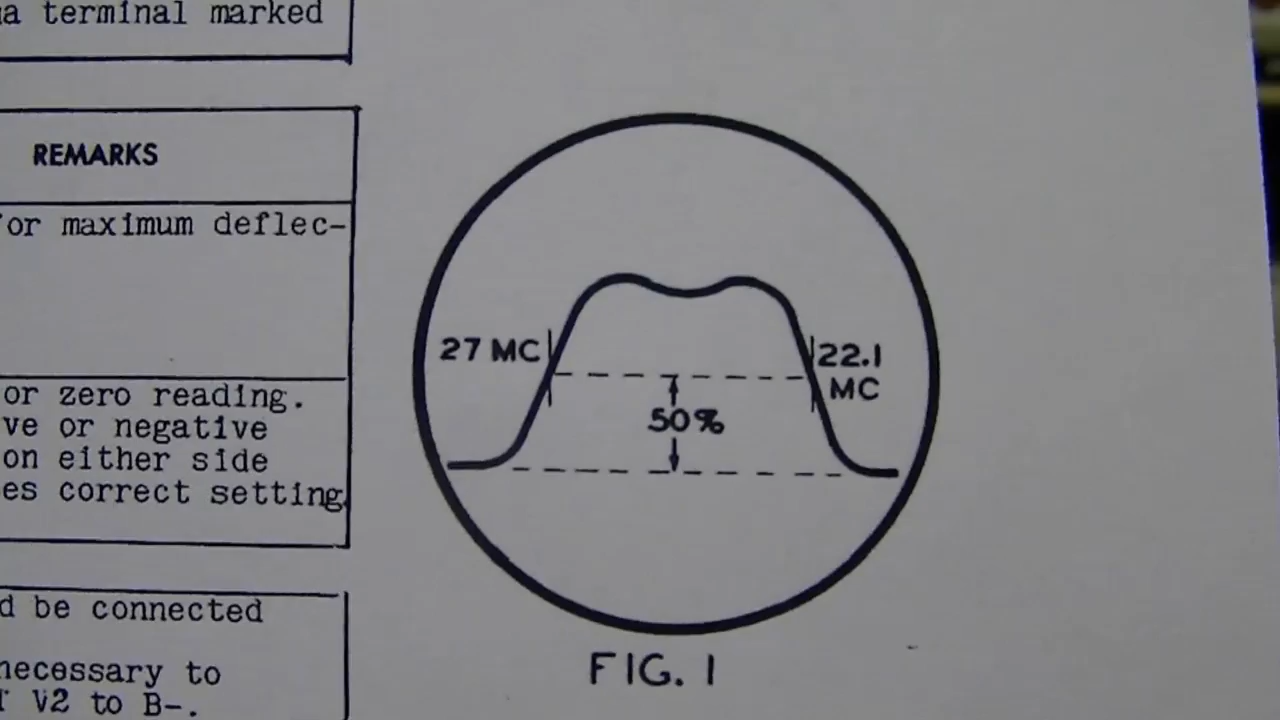 a terminal marked
REMARKS
or maximum deflec-
or zero reading.
ve or negative
on either side
es correct setting.
d be connected
necessary to
V2 to B-.
27 MC
22.1
MC
50%
FIG. 1